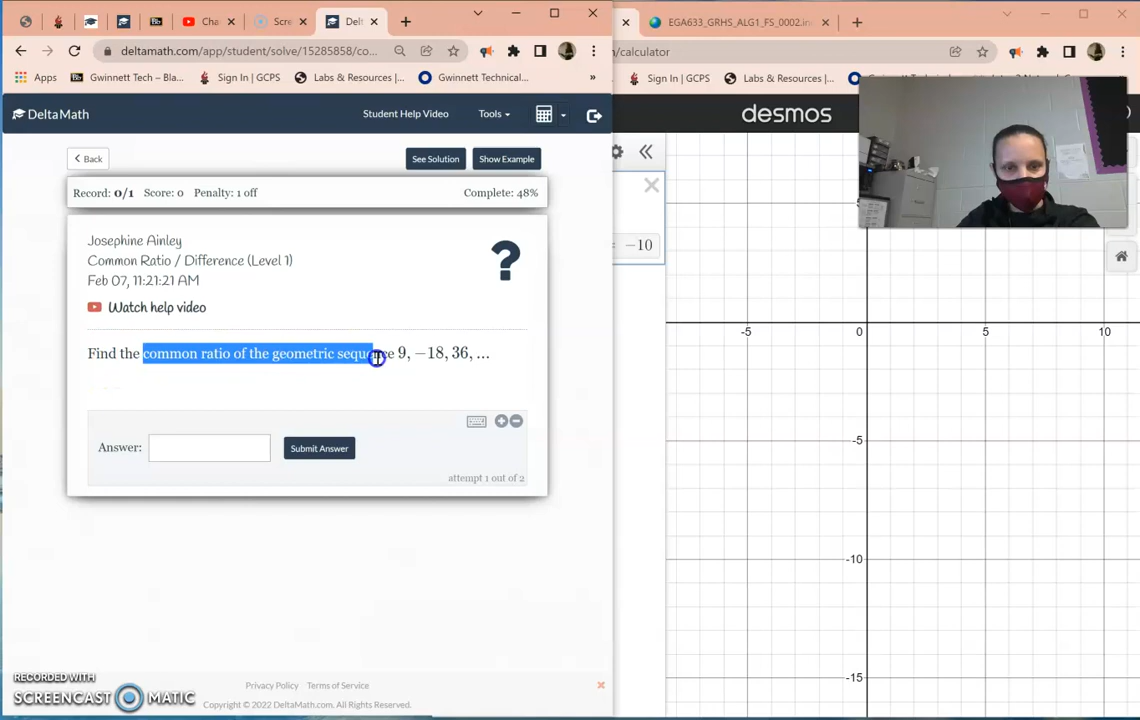 Bb
Cha
Scre
Delt
EGA633_GRHS_ALG1_FS_0002.in
deltamath.com/app/student/solve/15285858/co...
/calculator
Apps
Bb Gwinnett Tech – Bla...
Sign In | GCPS
Labs & Resources |...
Gwinnett Technical...
»
Sign In | GCPS
Labs & Resources |...
DeltaMath
Student Help Video
Tools
desmos
Back
See Solution
Show Example
Record: 0/1 Score: 0 Penalty: 1 off
Complete: 48%
Josephine Ainley
Common Ratio / Difference (Level 1)
Feb 07, 11:21:21 AM
?
Watch help video
Find the common ratio of the geometric sequence 9, −18, 36, ...
Answer:
Submit Answer
attempt 1 out of 2
= −10
-5
0
5
10
-5
-10
-15
RECORDED WITH
SCREENCAST MATIC
Privacy Policy
Terms of Service
Copyright © 2022 DeltaMath.com. All Rights Reserved.